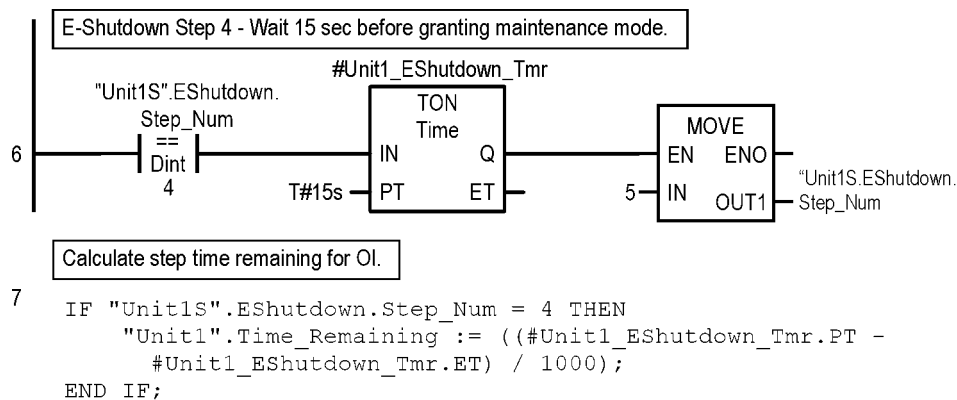 E-Shutdown Step 4 - Wait 15 sec before granting maintenance mode.
#Unit1_EShutdown_Tmr
"Unit1S".EShutdown.
Step_Num
TON
Time
MOVE
6
==
Dint
4
IN
Q
EN
ENO
T#15s
PT
ET
5
IN
OUT1
“Unit1S.EShutdown.
Step_Num
Calculate step time remaining for OI.
7
IF "Unit1S".EShutdown.Step_Num = 4 THEN
"Unit1".Time_Remaining := ((#Unit1_EShutdown_Tmr.PT -
#Unit1_EShutdown_Tmr.ET) / 1000);
END IF;